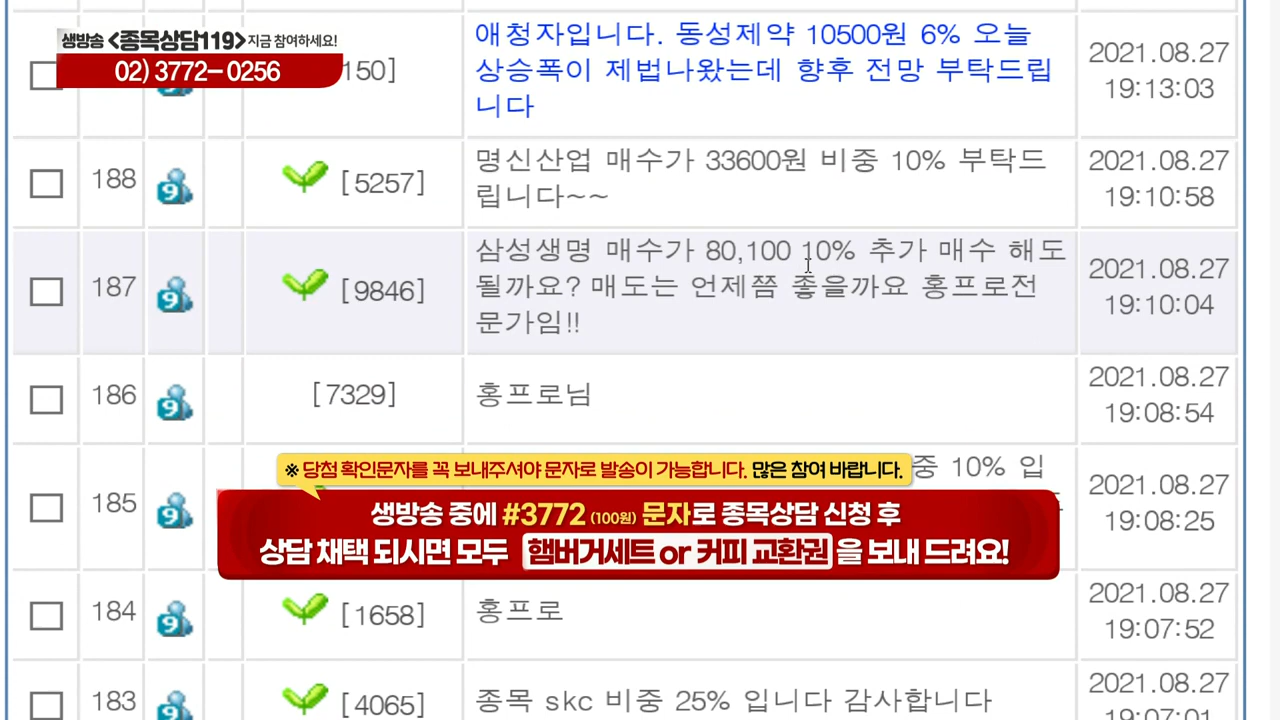 생방송 <종목상담119> 지금 참여하세요!
02) 3772-0256
150]
애청자입니다. 동성제약 10500원 6% 오늘
상승폭이 제법나왔는데 향후 전망 부탁드립
니다
2021.08.27
19:13:03
188
[5257]
명신산업 매수가 33600원 비중 10% 부탁드
립니다~~
2021.08.27
19:10:58
187
[9846]
삼성생명 매수가 80,100 10% 추가 매수 해도
될까요? 매도는 언제쯤 좋을까요 홍프로전
문가임!!
2021.08.27
19:10:04
186
[7329]
홍프로님
2021.08.27
19:08:54
185
중 10% 입
2021.08.27
19:08:25
※ 당첨 확인문자를 꼭 보내주셔야 문자로 발송이 가능합니다. 많은 참여 바랍니다.
생방송 중에 #3772 (100원) 문자로 종목상담 신청 후
상담 채택 되시면 모두 햄버거세트 or 커피 교환권 을 보내 드려요!
184
[1658]
홍프로
2021.08.27
19:07:52
183
[4065]
종목 skc 비중 25% 입니다 감사합니다
2021.08.27
19:07:01